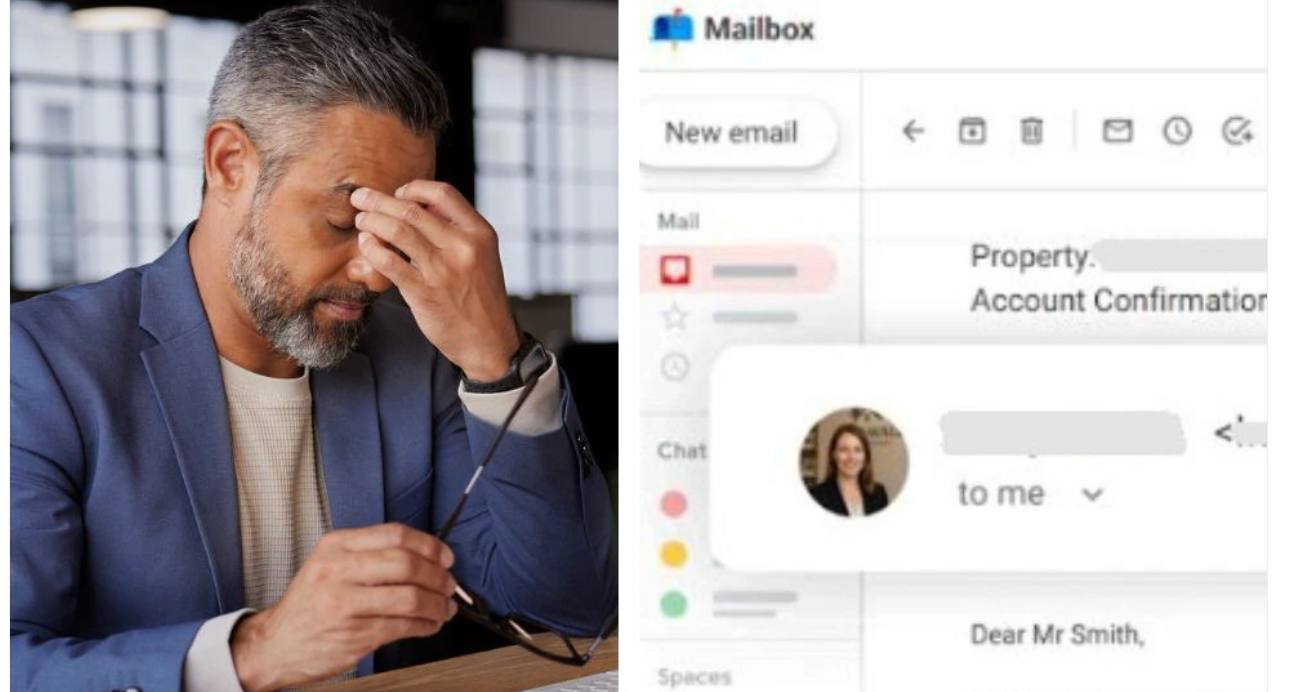 Mailbox
New email
Mail
Property:
Account Confirmation
Chat
to me
Dear Mr Smith,
Spaces